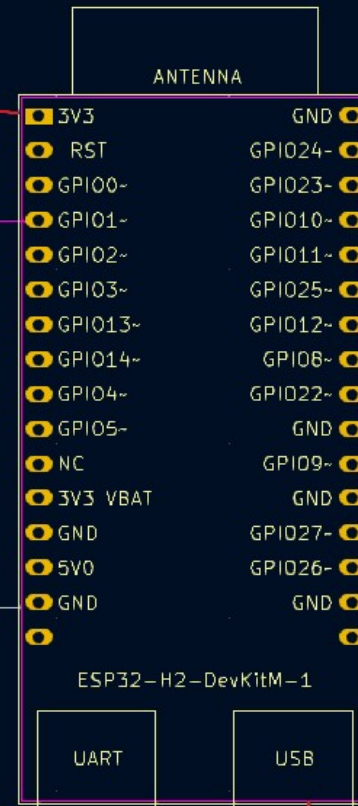 ANTENNA
3V3 GND
RST GPIO24~
GPIO0~ GPIO23~
GPIO1~ GPIO10~
GPIO2~ GPIO11~
GPIO3~ GPIO25~
GPIO13~ GPIO12~
GPIO14~ GPIO8~
GPIO4~ GPIO22~
GPIO5~ GND
NC GPIO9~
3V3 VBAT GND
GND GPIO27~
5V0 GPIO26~
GND GND
ESP32-H2-DevKitM-1
UART USB